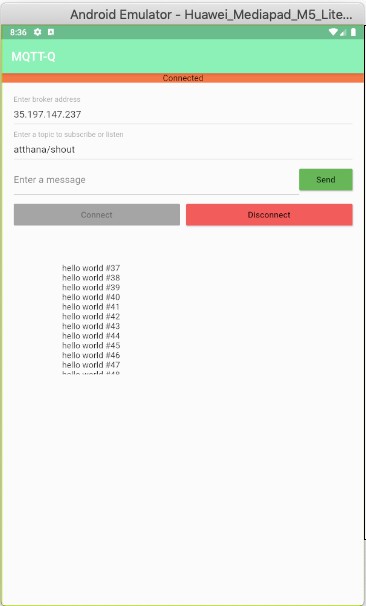 Android Emulator - Huawei_Mediapad_M5_Lite...
8:36
MQTT-Q
Connected
Enter broker address
35.197.147.237
Enter a topic to subscribe or listen
atthana/shout
Enter a message
Send
Connect
Disconnect
hello world #37
hello world #38
hello world #39
hello world #40
hello world #41
hello world #42
hello world #43
hello world #44
hello world #45
hello world #46
hello world #47
hello world #48